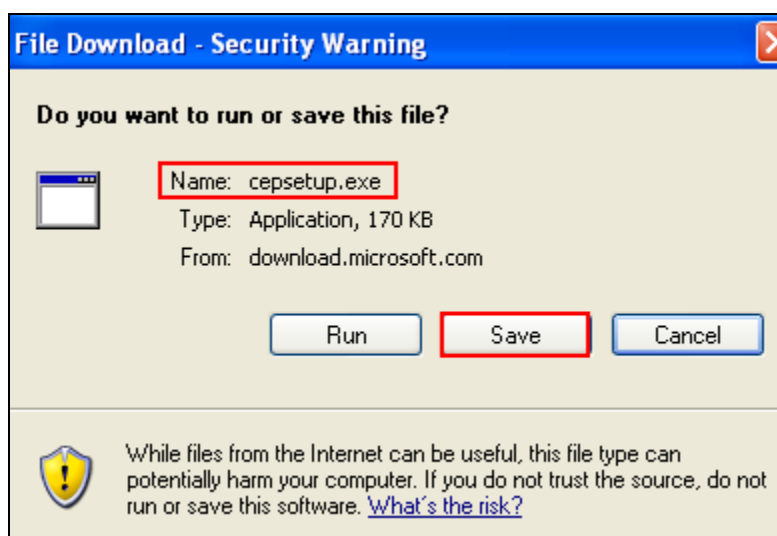 File Download - Security Warning
Do you want to run or save this file?
Name: cepsetup.exe
Type: Application, 170 KB
From: download.microsoft.com
Run Save Cancel
While files from the Internet can be useful, this file type can
potentially harm your computer. If you do not trust the source, do not
run or save this software. What's the risk?